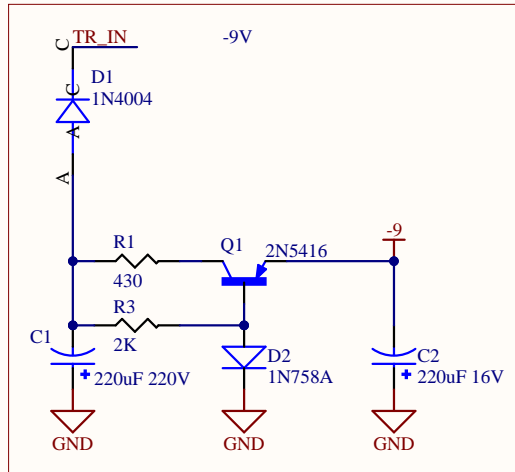 C TR_IN -9V
C D1
1N4004
A
A
R1 Q1 2N5416 -9
430
R3
2K
C1 D2 C2
220uF 220V 1N758A 220uF 16V
GND GND GND